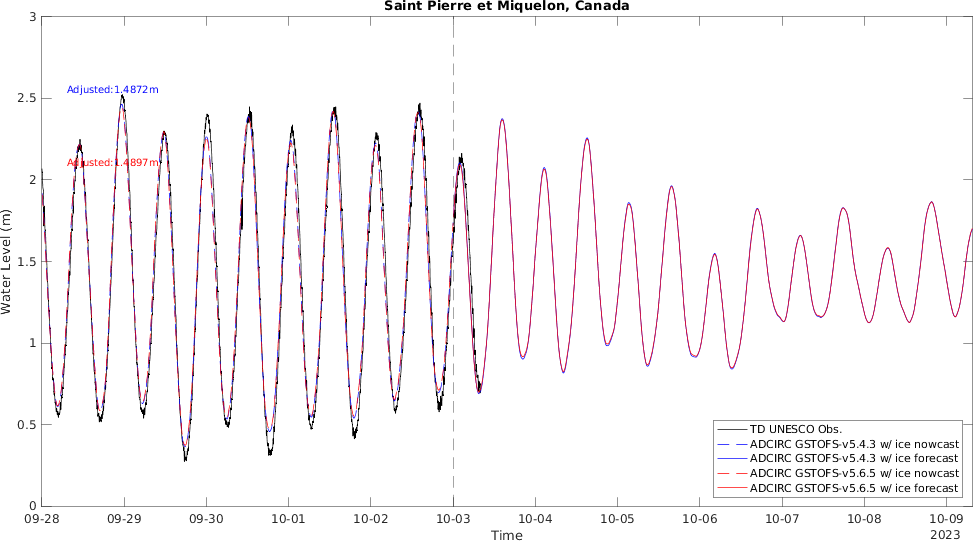 Saint Pierre et Miquelon, Canada
3
2.5
2
1.5
1
0.5
0
Water Level (m)
Adjusted:1.4872m
Adjusted:1.4897m
TD UNESCO Obs.
ADCIRC GSTOFS-v5.4.3 w/ ice nowcast
ADCIRC GSTOFS-v5.4.3 w/ ice forecast
ADCIRC GSTOFS-v5.6.5 w/ ice nowcast
ADCIRC GSTOFS-v5.6.5 w/ ice forecast
09-28 09-29 09-30 10-01 10-02 10-03 10-04 10-05 10-06 10-07 10-08 10-09
2023
Time